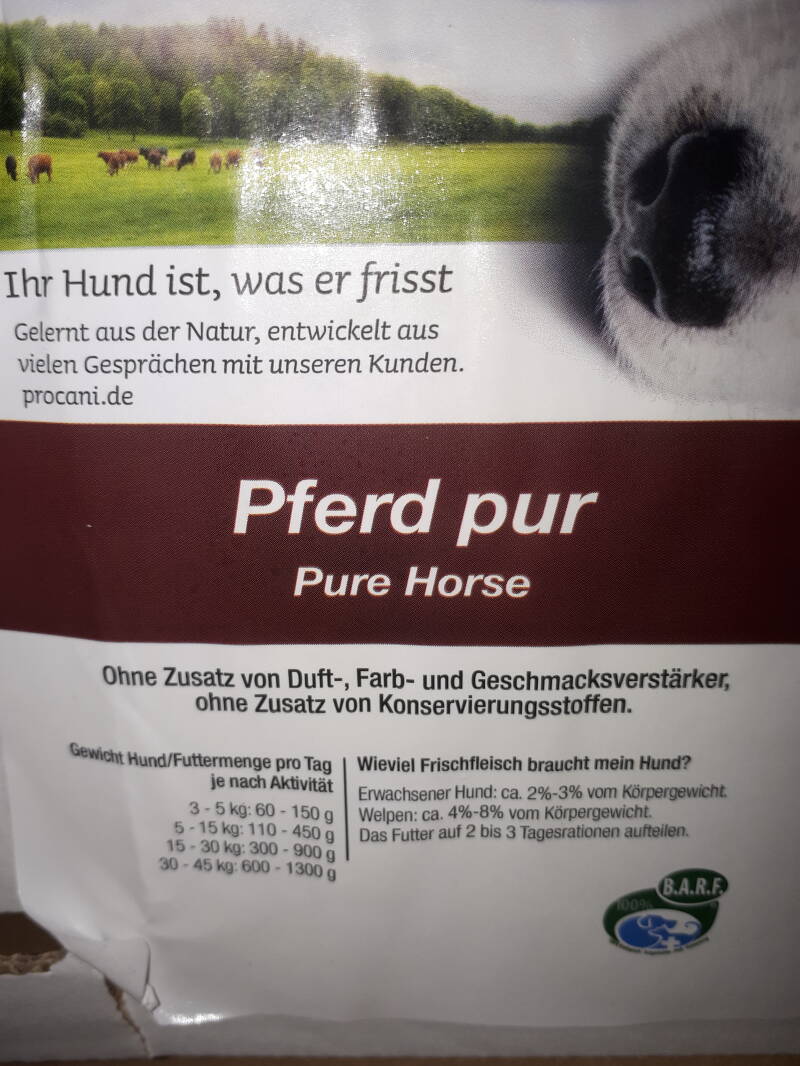 Ihr Hund ist, was er frisst
Gelernt aus der Natur, entwickelt aus
vielen Gesprächen mit unseren Kunden.
procani.de
Pferd pur
Pure Horse
Ohne Zusatz von Duft-, Farb- und Geschmacksverstärker,
ohne Zusatz von Konservierungsstoffen.
Gewicht Hund/Futtermenge pro Tag
je nach Aktivität
3 - 5 kg: 60 - 150 g
5 - 15 kg: 110 - 450 g
15 - 30 kg: 300 - 900 g
30 - 45 kg: 600 - 1300 g
Wieviel Frischfleisch braucht mein Hund?
Erwachsener Hund: ca. 2%-3% vom Körpergewicht.
Welpen: ca. 4%-8% vom Körpergewicht.
Das Futter auf 2 bis 3 Tagesrationen aufteilen.
B.A.R.F.
100%